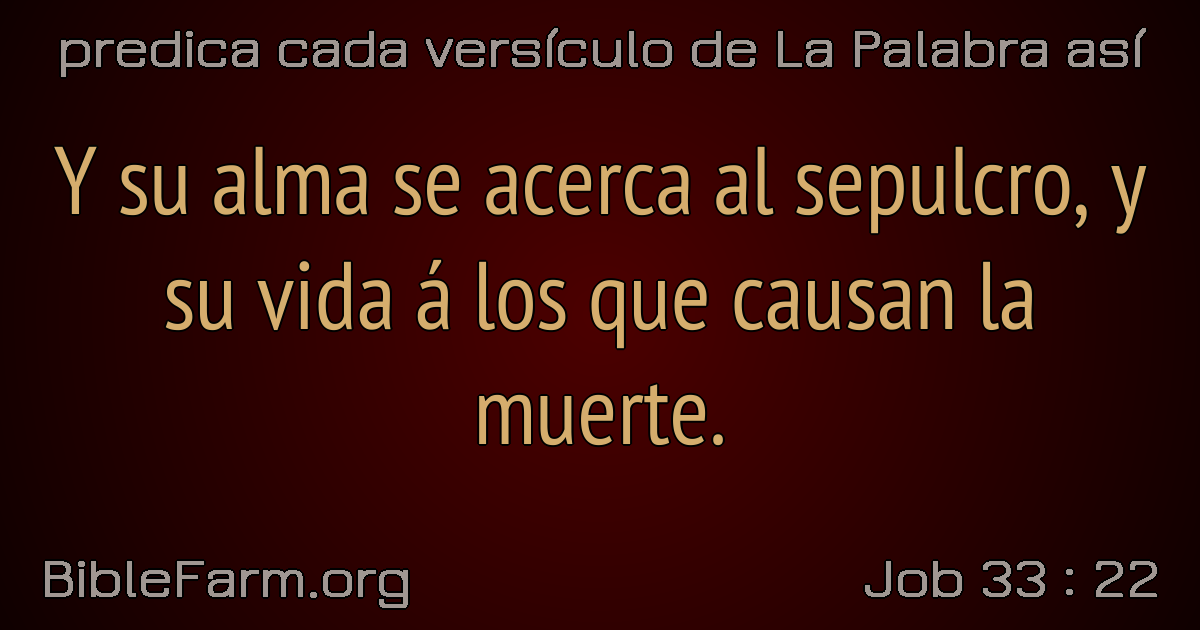 predica cada versículo de La Palabra así
Y su alma se acerca al sepulcro, y
su vida á los que causan la
muerte.
BibleFarm.org
Job 33 : 22